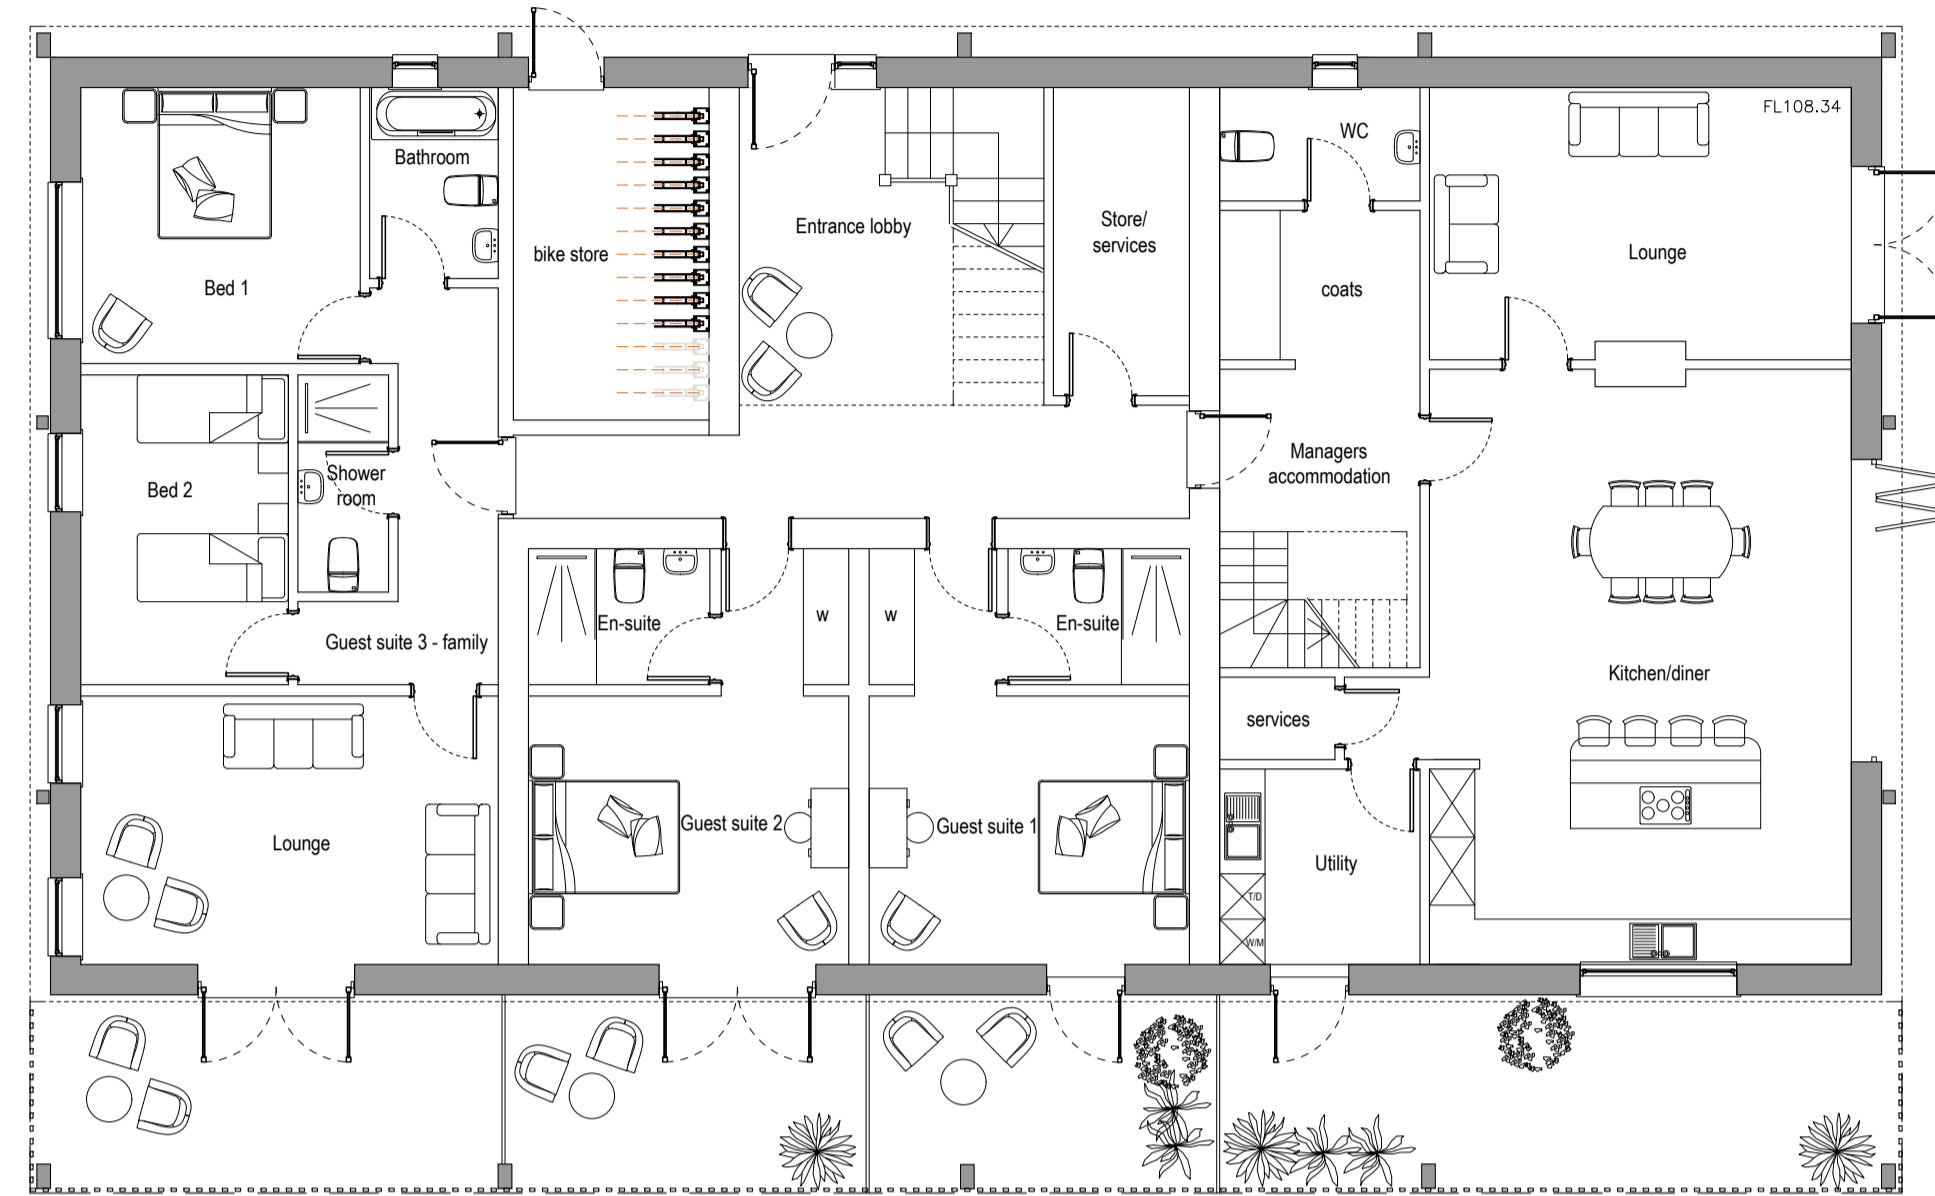 FL108.34
WC
Bathroom
Entrance lobby
Store/
services
bike store
Lounge
Bed 1
coats
Managers
accommodation
Bed 2
Shower
room
En-suite
W
W
En-suite
Guest suite 3 - family
Kitchen/diner
services
Guest suite 2
Guest suite 1
Lounge
Utility
T/D
W/M